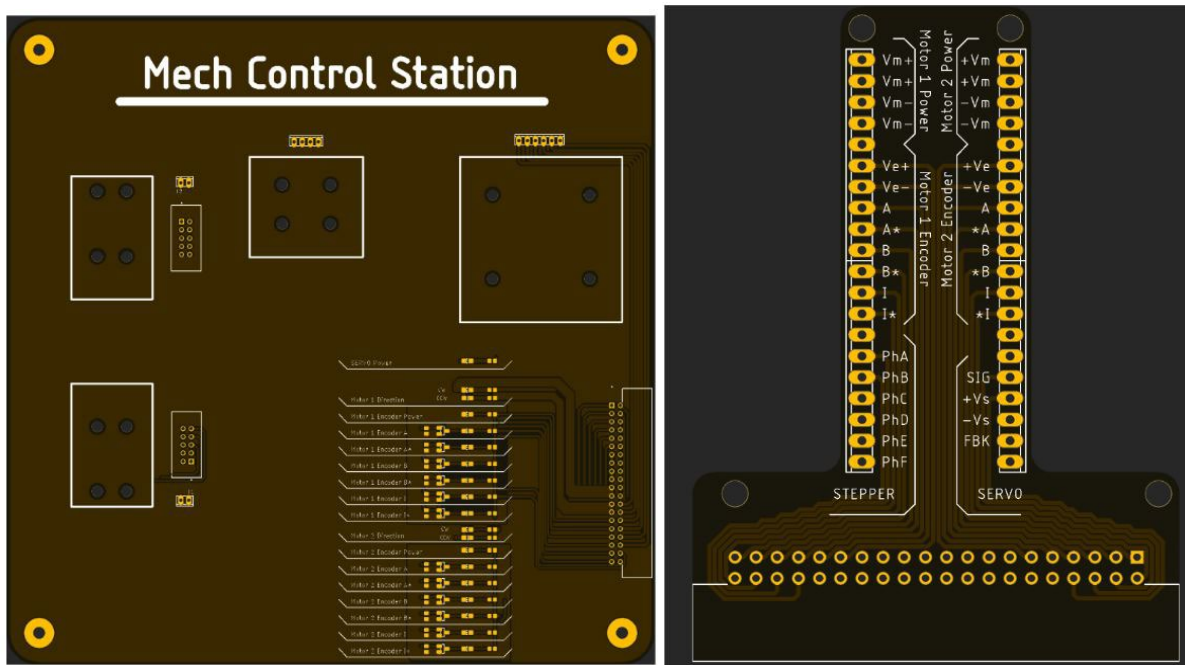 Mech Control Station
SERVO Power
CW
CCW
Motor 1 Direction
Motor 1 Encoder Power
Motor 1 Encoder A
Motor 1 Encoder A*
Motor 1 Encoder B
Motor 1 Encoder B*
Motor 1 Encoder I
Motor 1 Encoder I*
CW
CCW
Motor 2 Direction
Motor 2 Encoder Power
Motor 2 Encoder A
Motor 2 Encoder A*
Motor 2 Encoder B
Motor 2 Encoder B*
Motor 2 Encoder I
Motor 2 Encoder I*
Motor 1 Power
Motor 2 Power
Motor 1 Encoder
Motor 2 Encoder
Vm+ +Vm
Vm+ +Vm
Vm- -Vm
Vm- -Vm
Ve+ +Ve
Ve- -Ve
A A
A* *A
B B
B* *B
I I
I* *I
PhA
PhB SIG
PhC +Vs
PhD -Vs
PhE FBK
PhF
STEPPER SERVO